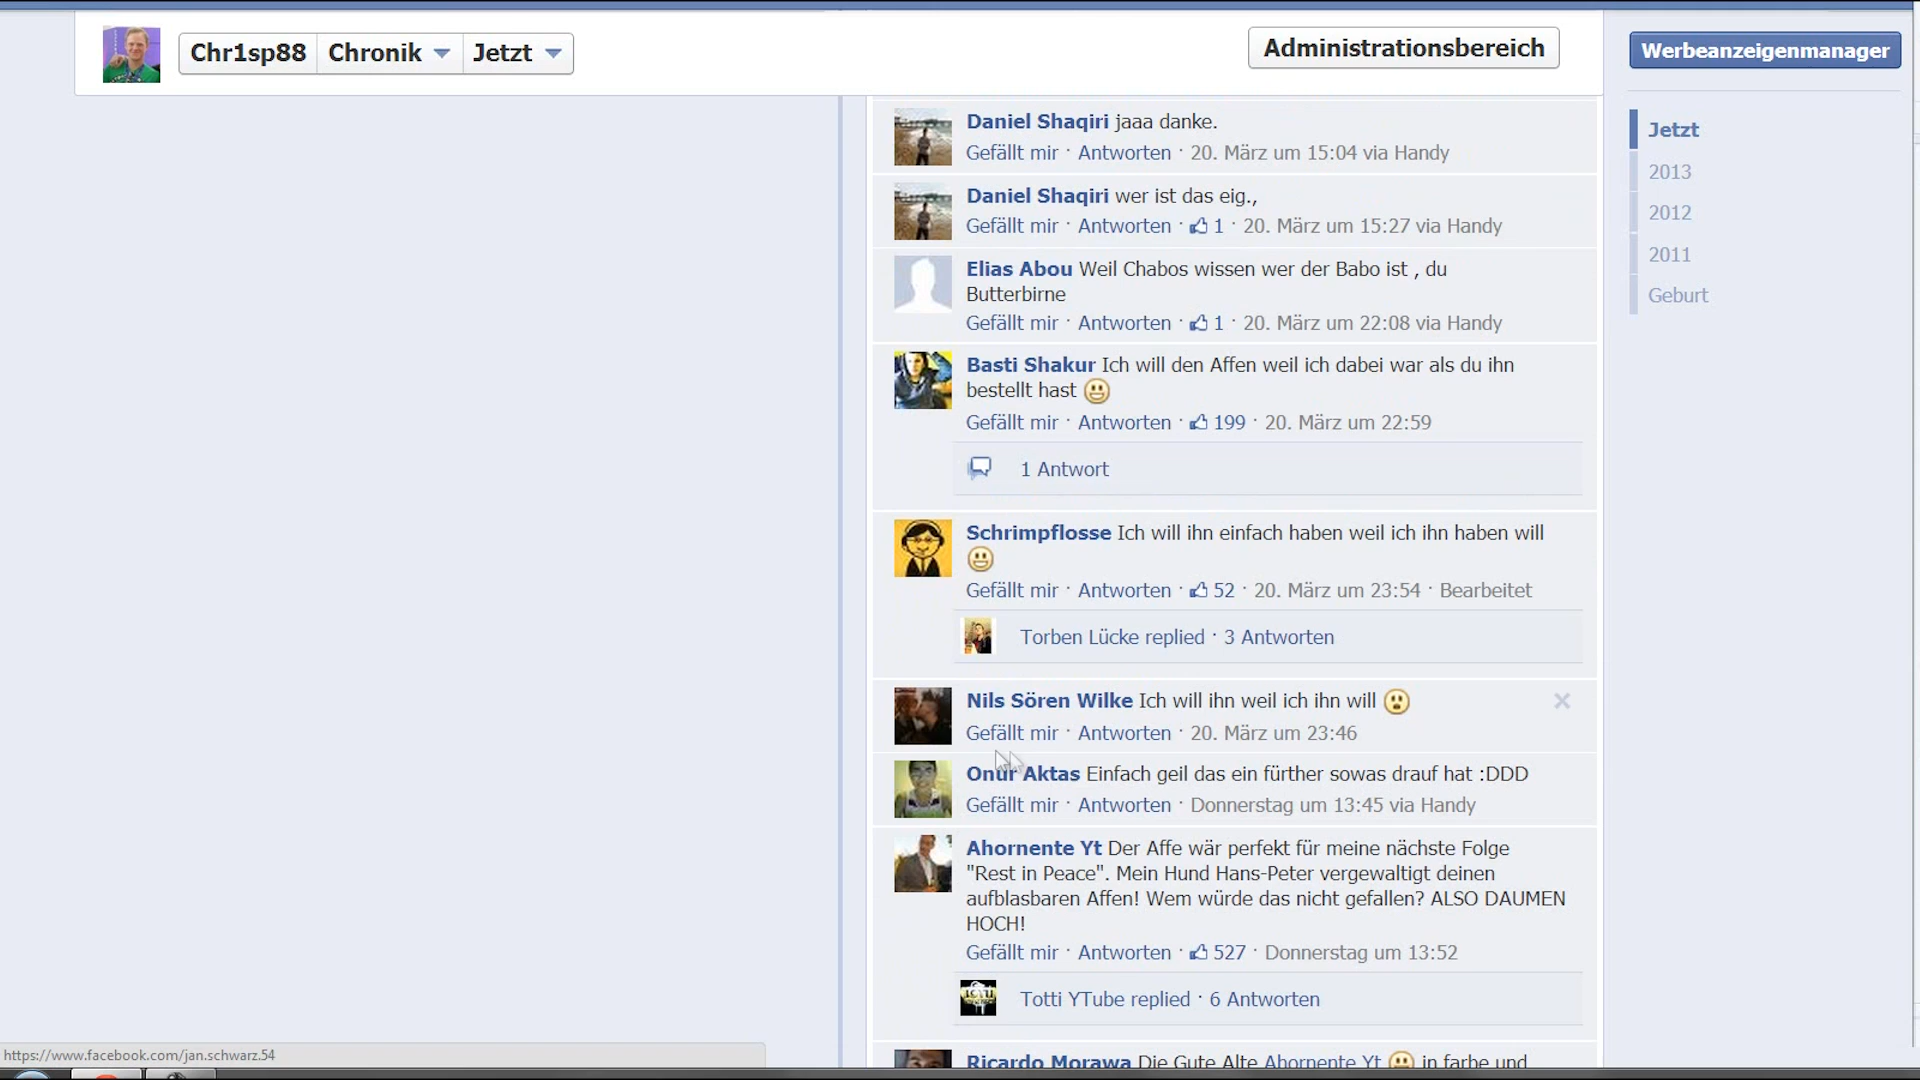 Chr1sp88 Chronik Jetzt
Administrationsbereich
Werbeanzeigenmanager
Jetzt
2013
2012
2011
Geburt
Daniel Shaqiri jaaa danke.
Gefällt mir · Antworten · 20. März um 15:04 via Handy
Daniel Shaqiri wer ist das eig.,
Gefällt mir · Antworten · 1 · 20. März um 15:27 via Handy
Elias Abou Weil Chabos wissen wer der Babo ist , du
Butterbirne
Gefällt mir · Antworten · 1 · 20. März um 22:08 via Handy
Basti Shakur Ich will den Affen weil ich dabei war als du ihn
bestellt hast
Gefällt mir · Antworten · 199 · 20. März um 22:59
1 Antwort
Schrimpflosse Ich will ihn einfach haben weil ich ihn haben will
Gefällt mir · Antworten · 52 · 20. März um 23:54 · Bearbeitet
Torben Lücke replied · 3 Antworten
Nils Sören Wilke Ich will ihn weil ich ihn will
Gefällt mir · Antworten · 20. März um 23:46
Onur Aktas Einfach geil das ein fürther sowas drauf hat :DDD
Gefällt mir · Antworten · Donnerstag um 13:45 via Handy
Ahornente Yt Der Affe wär perfekt für meine nächste Folge
"Rest in Peace". Mein Hund Hans-Peter vergewaltigt deinen
aufblasbaren Affen! Wem würde das nicht gefallen? ALSO DAUMEN
HOCH!
Gefällt mir · Antworten · 527 · Donnerstag um 13:52
Totti YTube replied · 6 Antworten
Ricardo Morawa Die Gute Alte Ahornente Yt in farbe und
https://www.facebook.com/jan.schwarz.54